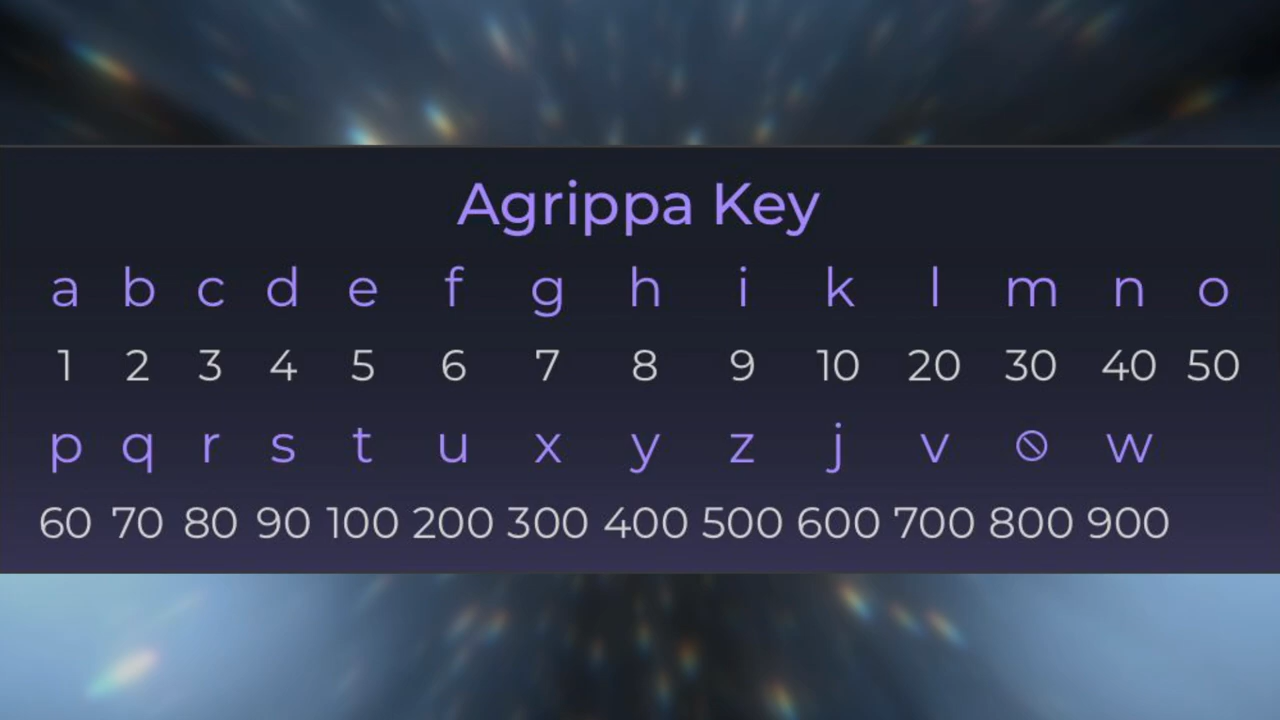 Agrippa Key
a b c d e f g h i k l m n o
1 2 3 4 5 6 7 8 9 10 20 30 40 50
p q r s t u x y z j v ⦸ w
60 70 80 90 100 200 300 400 500 600 700 800 900